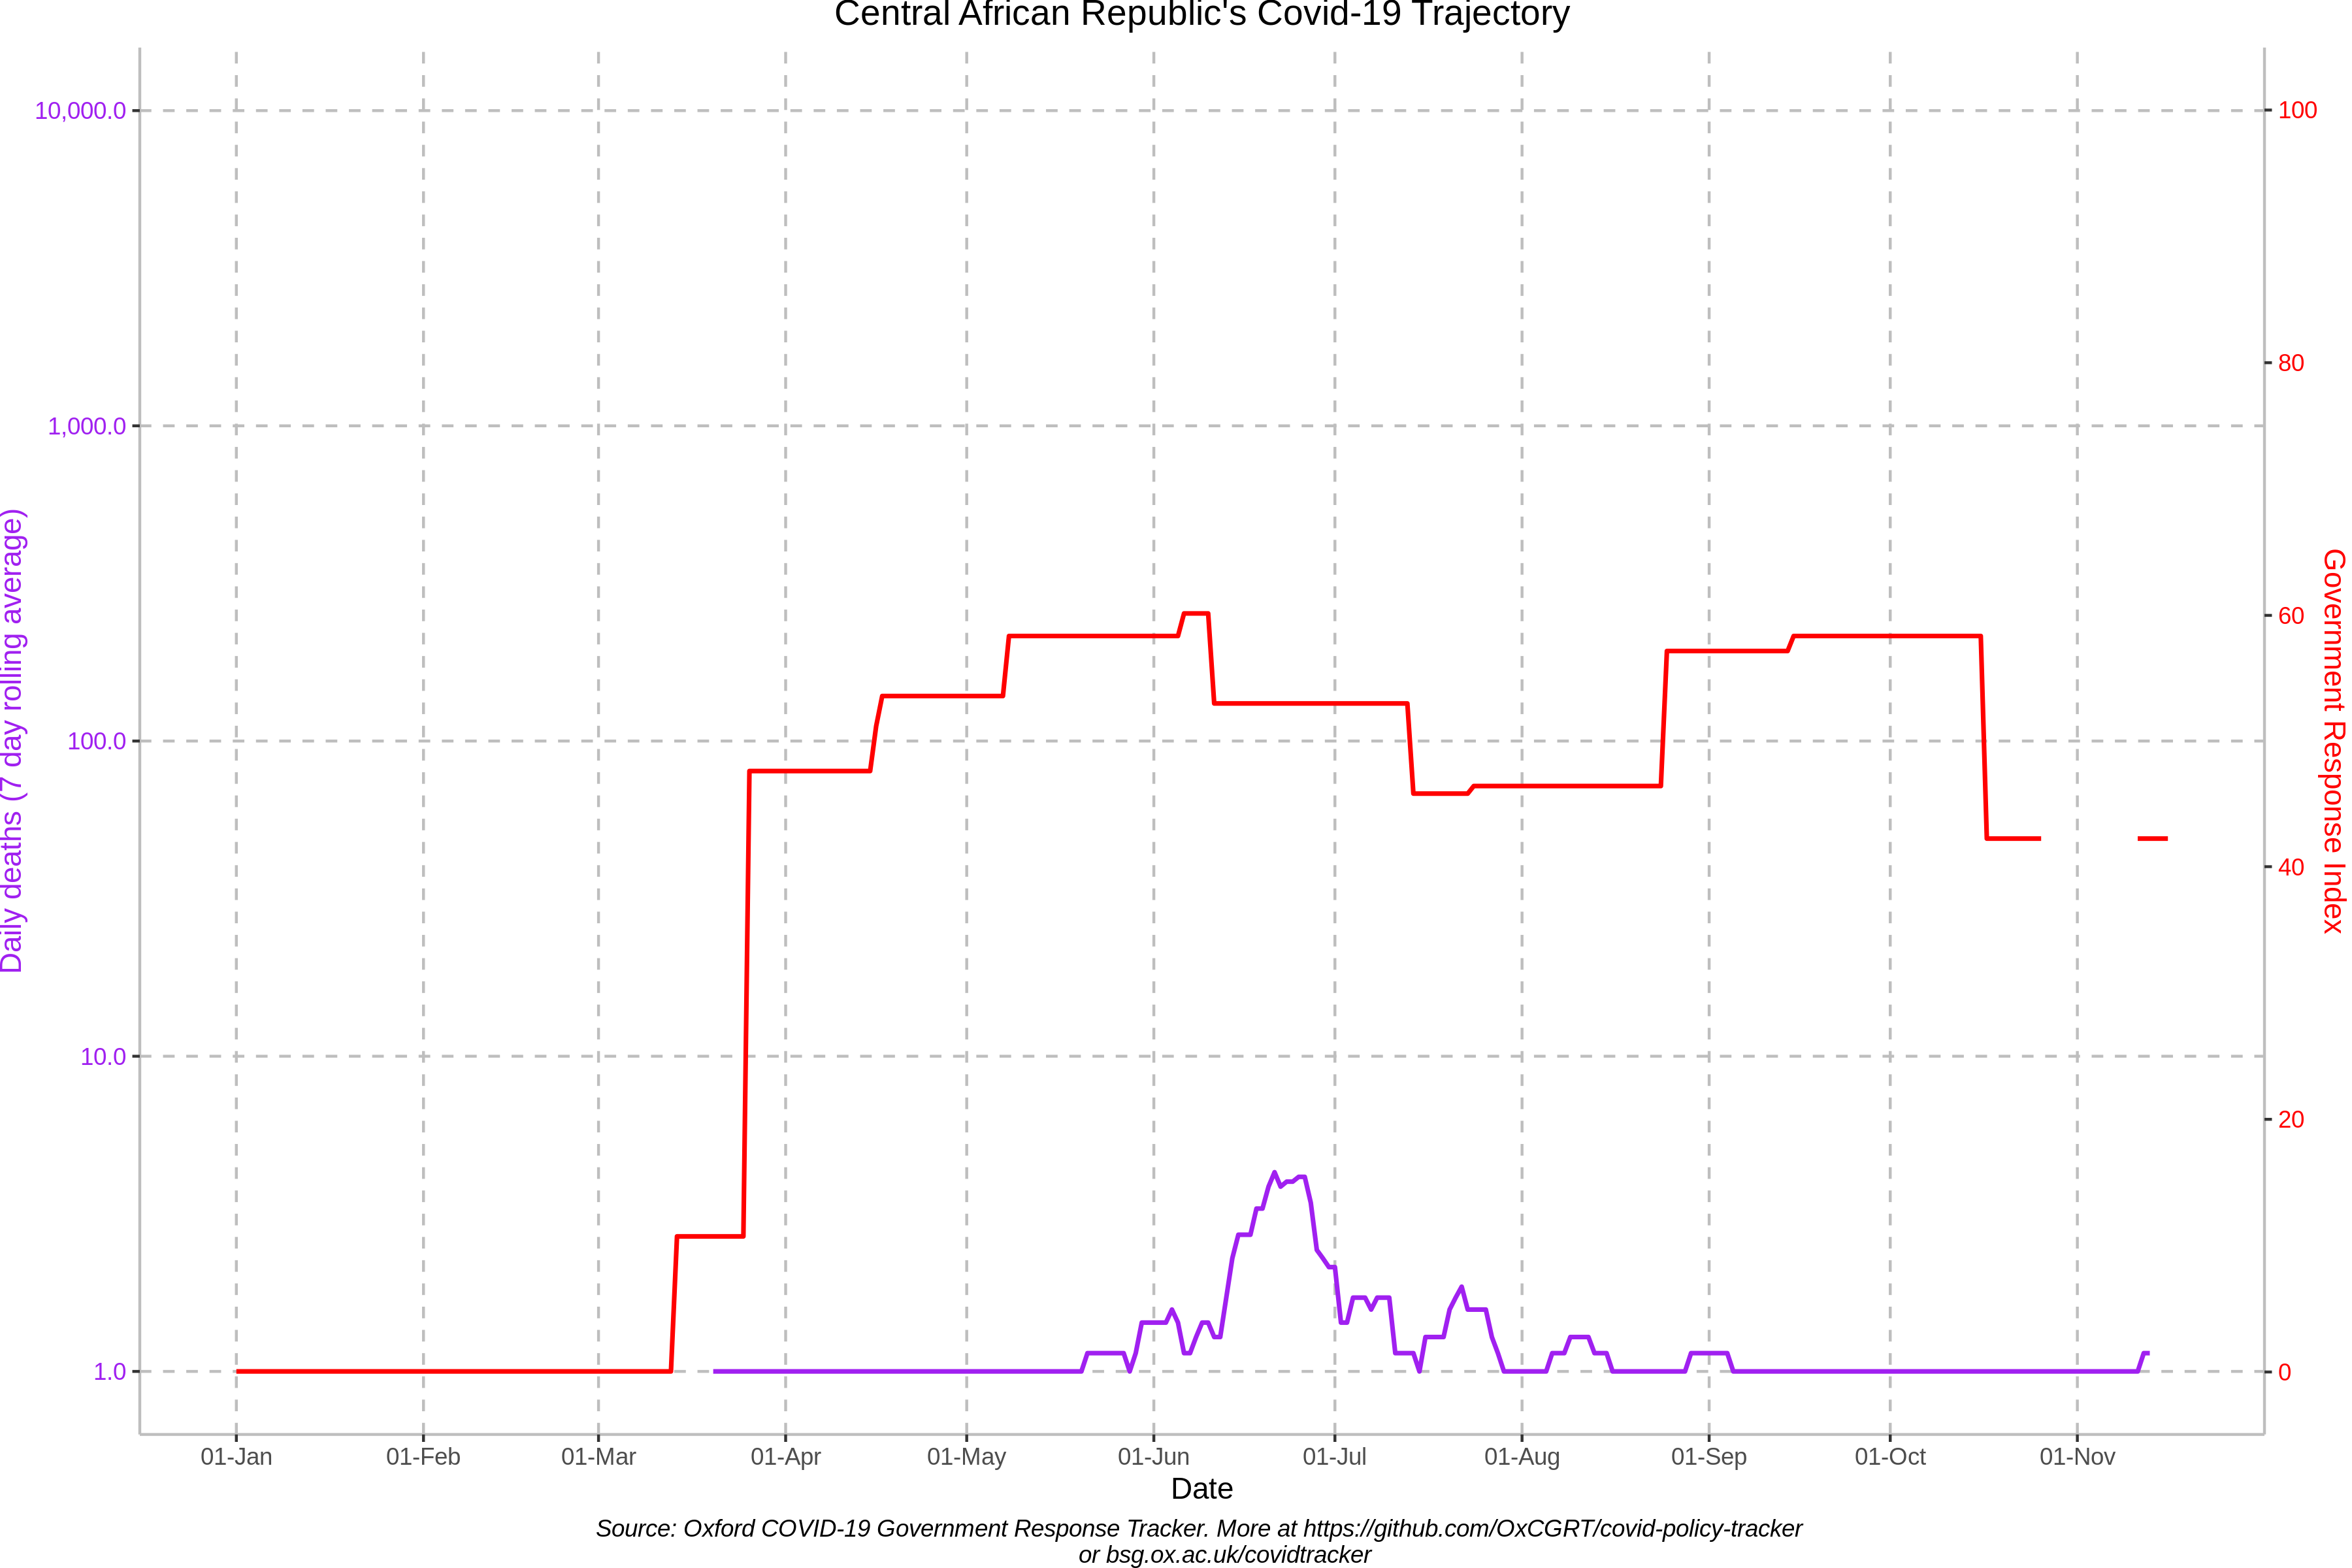 Central African Republic's Covid-19 Trajectory
Daily deaths (7 day rolling average)
10,000.0
1,000.0
100.0
10.0
1.0
100
80
60
40
20
0
Government Response Index
01-Jan
01-Feb
01-Mar
01-Apr
01-May
01-Jun
01-Jul
01-Aug
01-Sep
01-Oct
01-Nov
Date
Source: Oxford COVID-19 Government Response Tracker. More at https://github.com/OxCGRT/covid-policy-tracker
or bsg.ox.ac.uk/covidtracker